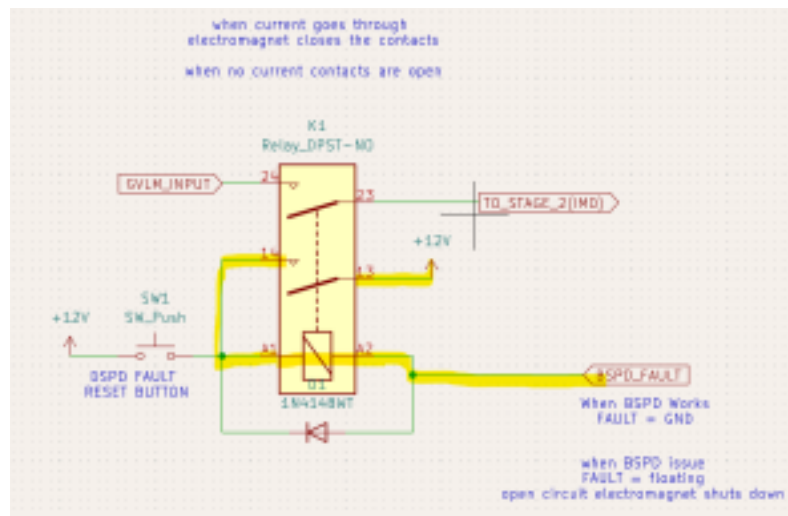 when current goes through
electromagnet closes the contacts
when no current contacts are open
K1
Relay_DPST-NO
GVLM_INPUT
24
23
TO_STAGE_2(IMD)
+12V
14
13
SW1
SW_Push
+12V
A1
A2
BSPD_FAULT
DSPD FAULT
RESET BUTTON
D1
1N4148WT
When BSPD Works
FAULT = GND
when BSPD issue
FAULT = floating
open circuit electromagnet shuts down